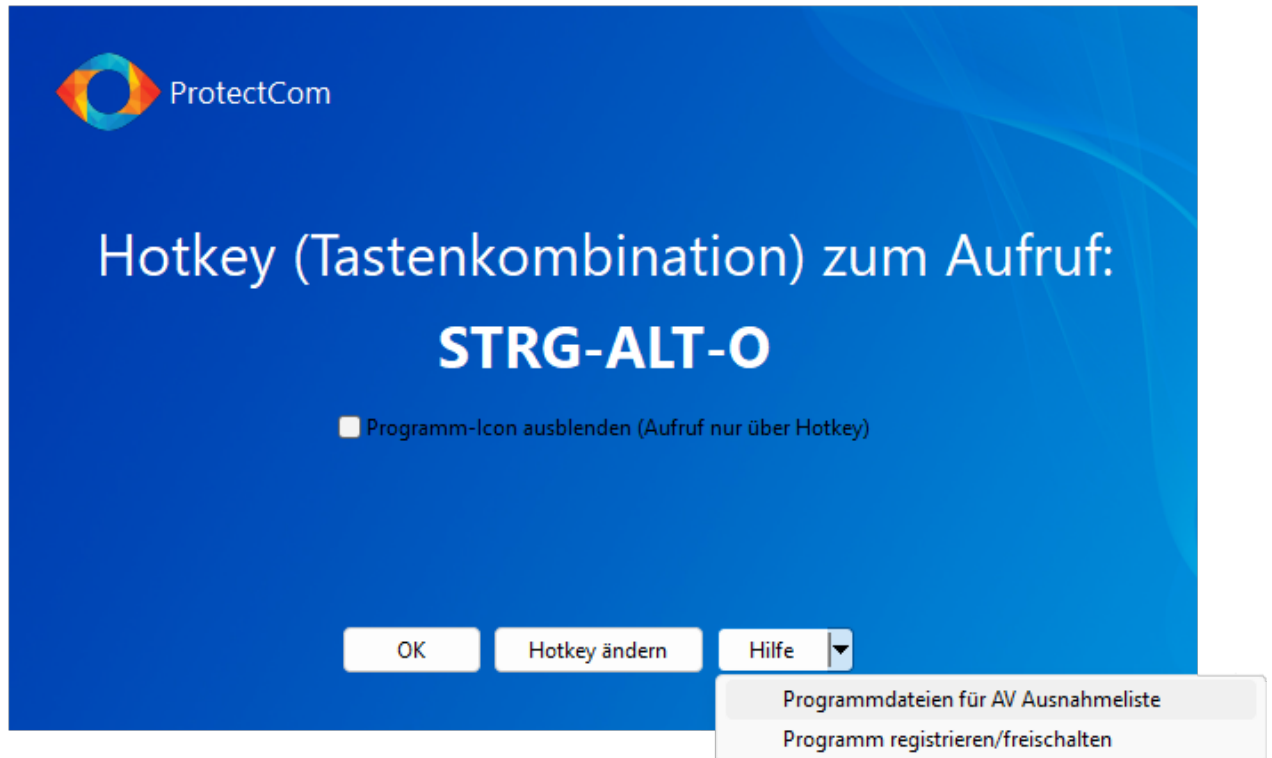 ProtectCom
Hotkey (Tastenkombination) zum Aufruf:
STRG-ALT-O
Programm-Icon ausblenden (Aufruf nur über Hotkey)
OK
Hotkey ändern
Hilfe
Programmdateien für AV Ausnahmeliste
Programm registrieren/freischalten